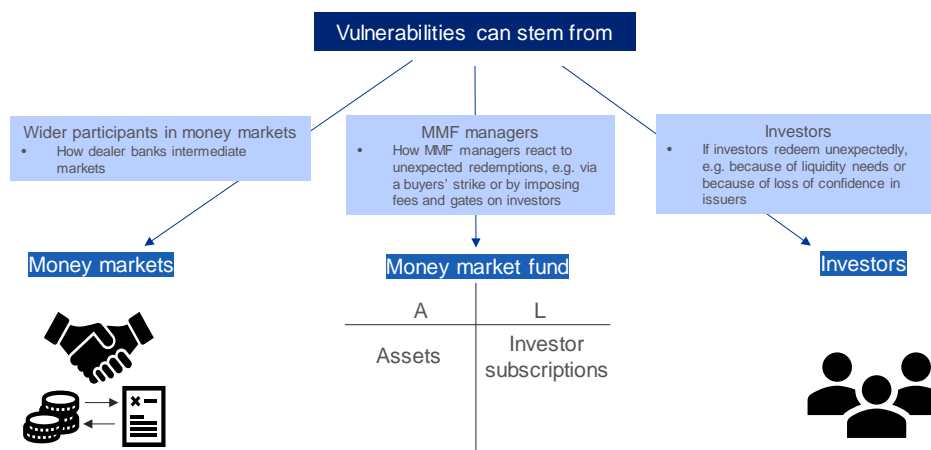 Vulnerabilities can stem from
Wider participants in money markets
• How dealer banks intermediate
markets
MMF managers
• How MMF managers react to
unexpected redemptions, e.g. via
a buyers' strike or by imposing
fees and gates on investors
Investors
• If investors redeem unexpectedly,
e.g. because of liquidity needs or
because of loss of confidence in
issuers
Money markets
Money market fund
Investors
A
L
Assets
Investor
subscriptions